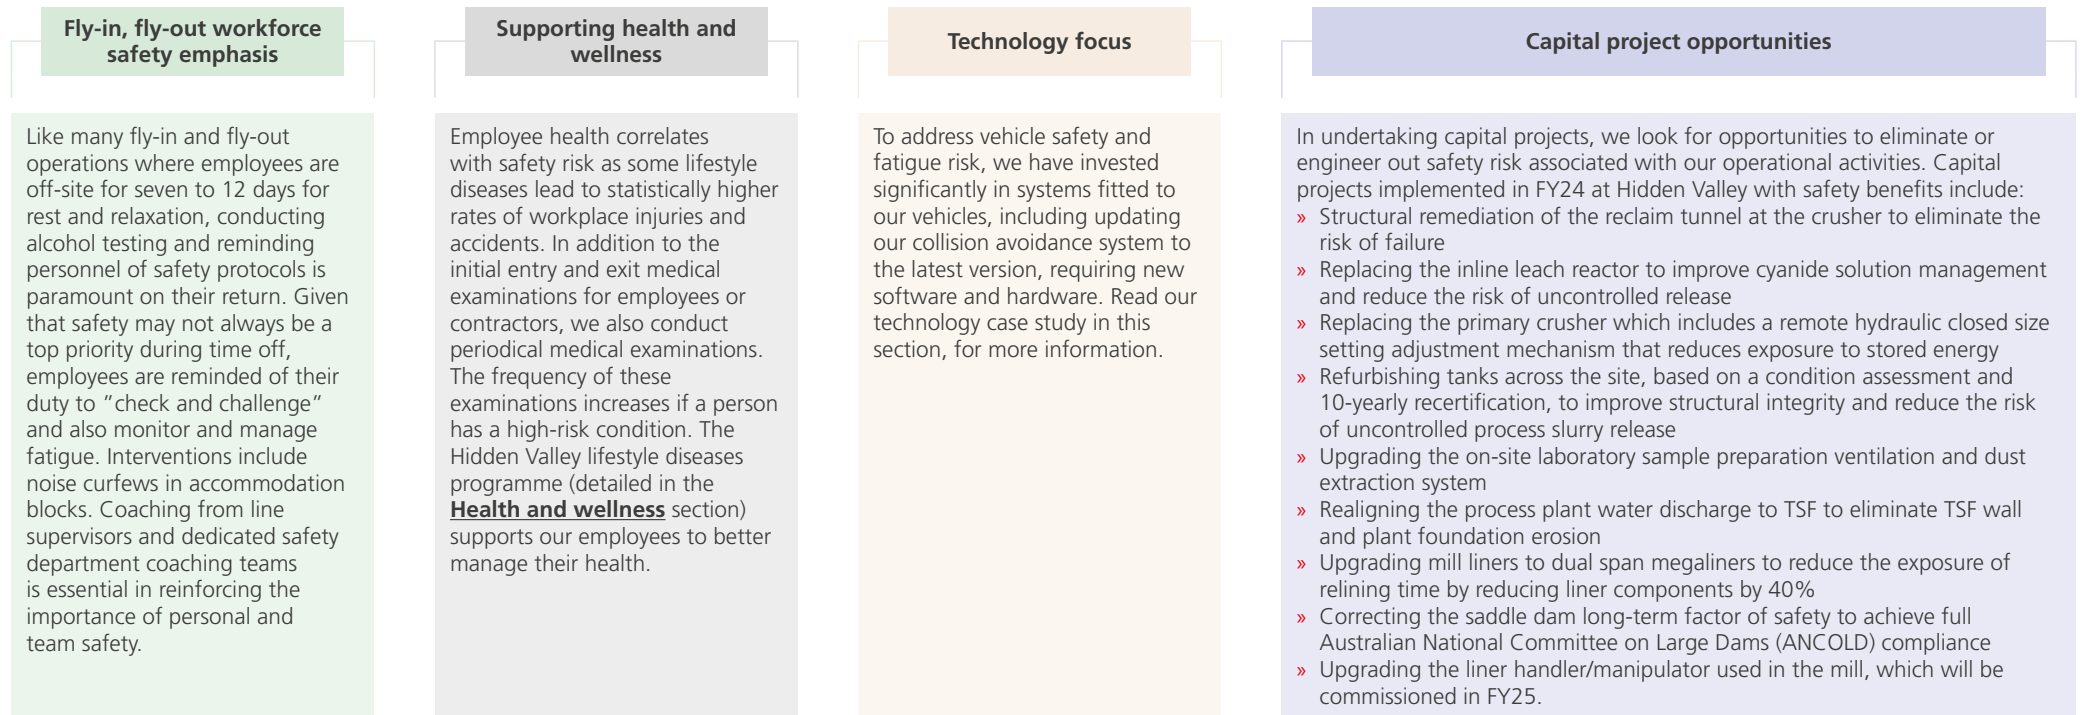 Fly-in, fly-out workforce
safety emphasis
Like many fly-in and fly-out
operations where employees are
off-site for seven to 12 days for
rest and relaxation, conducting
alcohol testing and reminding
personnel of safety protocols is
paramount on their return. Given
that safety may not always be a
top priority during time off,
employees are reminded of their
duty to ”check and challenge”
and also monitor and manage
fatigue. Interventions include
noise curfews in accommodation
blocks. Coaching from line
supervisors and dedicated safety
department coaching teams
is essential in reinforcing the
importance of personal and
team safety.
Supporting health and
wellness
Employee health correlates
with safety risk as some lifestyle
diseases lead to statistically higher
rates of workplace injuries and
accidents. In addition to the
initial entry and exit medical
examinations for employees or
contractors, we also conduct
periodical medical examinations.
The frequency of these
examinations increases if a person
has a high-risk condition. The
Hidden Valley lifestyle diseases
programme (detailed in the
Health and wellness section)
supports our employees to better
manage their health.
Technology focus
To address vehicle safety and
fatigue risk, we have invested
significantly in systems fitted to
our vehicles, including updating
our collision avoidance system to
the latest version, requiring new
software and hardware. Read our
technology case study in this
section, for more information.
Capital project opportunities
In undertaking capital projects, we look for opportunities to eliminate or
engineer out safety risk associated with our operational activities. Capital
projects implemented in FY24 at Hidden Valley with safety benefits include:
» Structural remediation of the reclaim tunnel at the crusher to eliminate the
risk of failure
» Replacing the inline leach reactor to improve cyanide solution management
and reduce the risk of uncontrolled release
» Replacing the primary crusher which includes a remote hydraulic closed size
setting adjustment mechanism that reduces exposure to stored energy
» Refurbishing tanks across the site, based on a condition assessment and
10-yearly recertification, to improve structural integrity and reduce the risk
of uncontrolled process slurry release
» Upgrading the on-site laboratory sample preparation ventilation and dust
extraction system
» Realigning the process plant water discharge to TSF to eliminate TSF wall
and plant foundation erosion
» Upgrading mill liners to dual span megaliners to reduce the exposure of
relining time by reducing liner components by 40%
» Correcting the saddle dam long-term factor of safety to achieve full
Australian National Committee on Large Dams (ANCOLD) compliance
» Upgrading the liner handler/manipulator used in the mill, which will be
commissioned in FY25.